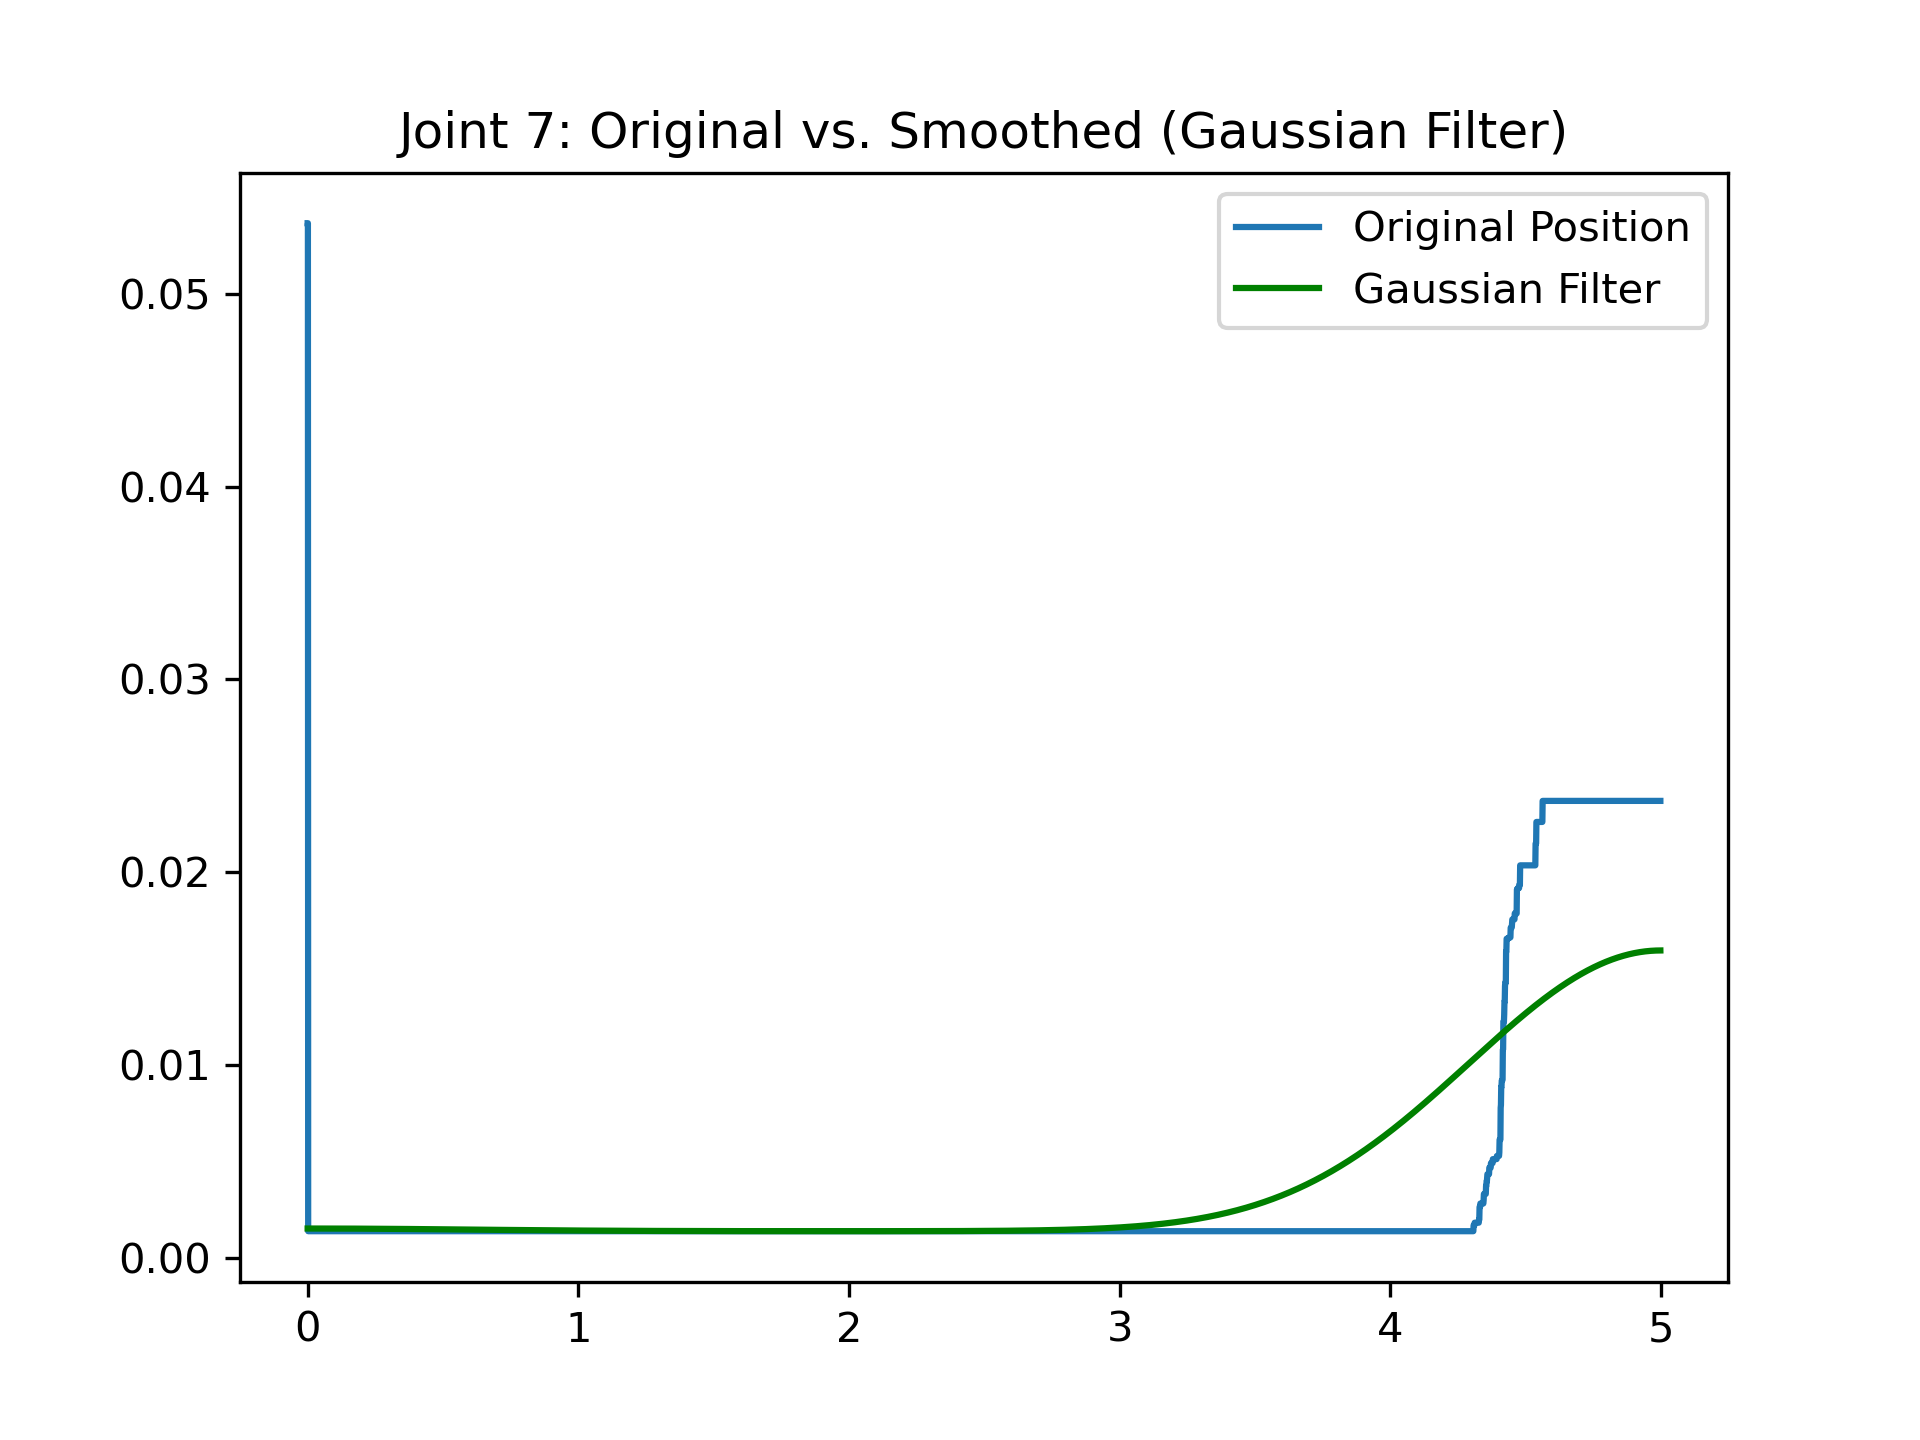 Joint 7: Original vs. Smoothed (Gaussian Filter)
Original Position
Gaussian Filter
0.05
0.04
0.03
0.02
0.01
0.00
0 1 2 3 4 5